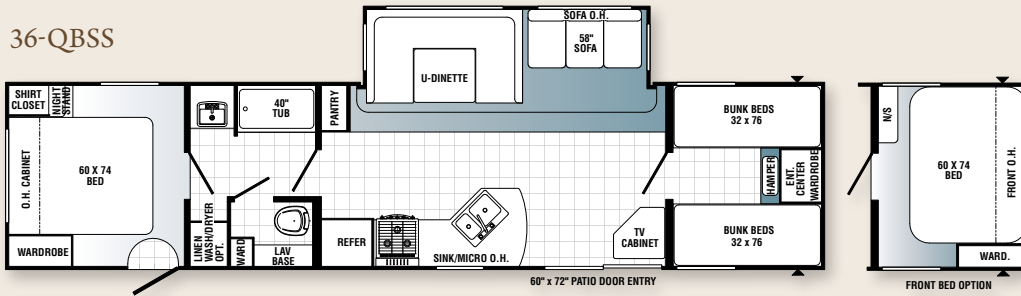 36-QBSS
SHIRT
CLOSET
NIGHT
STAND
O.H. CABINET
60 X 74
BED
WARDROBE
40"
TUB
LINEN
WASH/DRYER
OPT.
WARD
LAV
BASE
PANTRY
U-DINETTE
SOFA O.H.
58"
SOFA
REFER
SINK/MICRO O.H.
TV
CABINET
60" x 72" PATIO DOOR ENTRY
BUNK BEDS
32 x 76
HAMPER
ENT.
CENTER
WARDROBE
BUNK BEDS
32 x 76
N/S
60 X 74
BED
FRONT O.H.
WARD.
FRONT BED OPTION